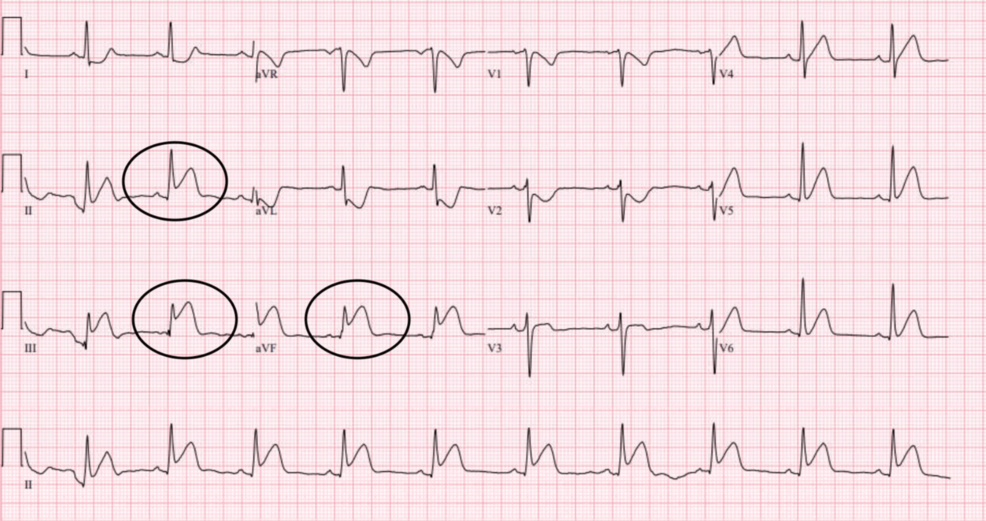 I aVR V1 V4
II aVL V2 V5
III aVF V3 V6
II